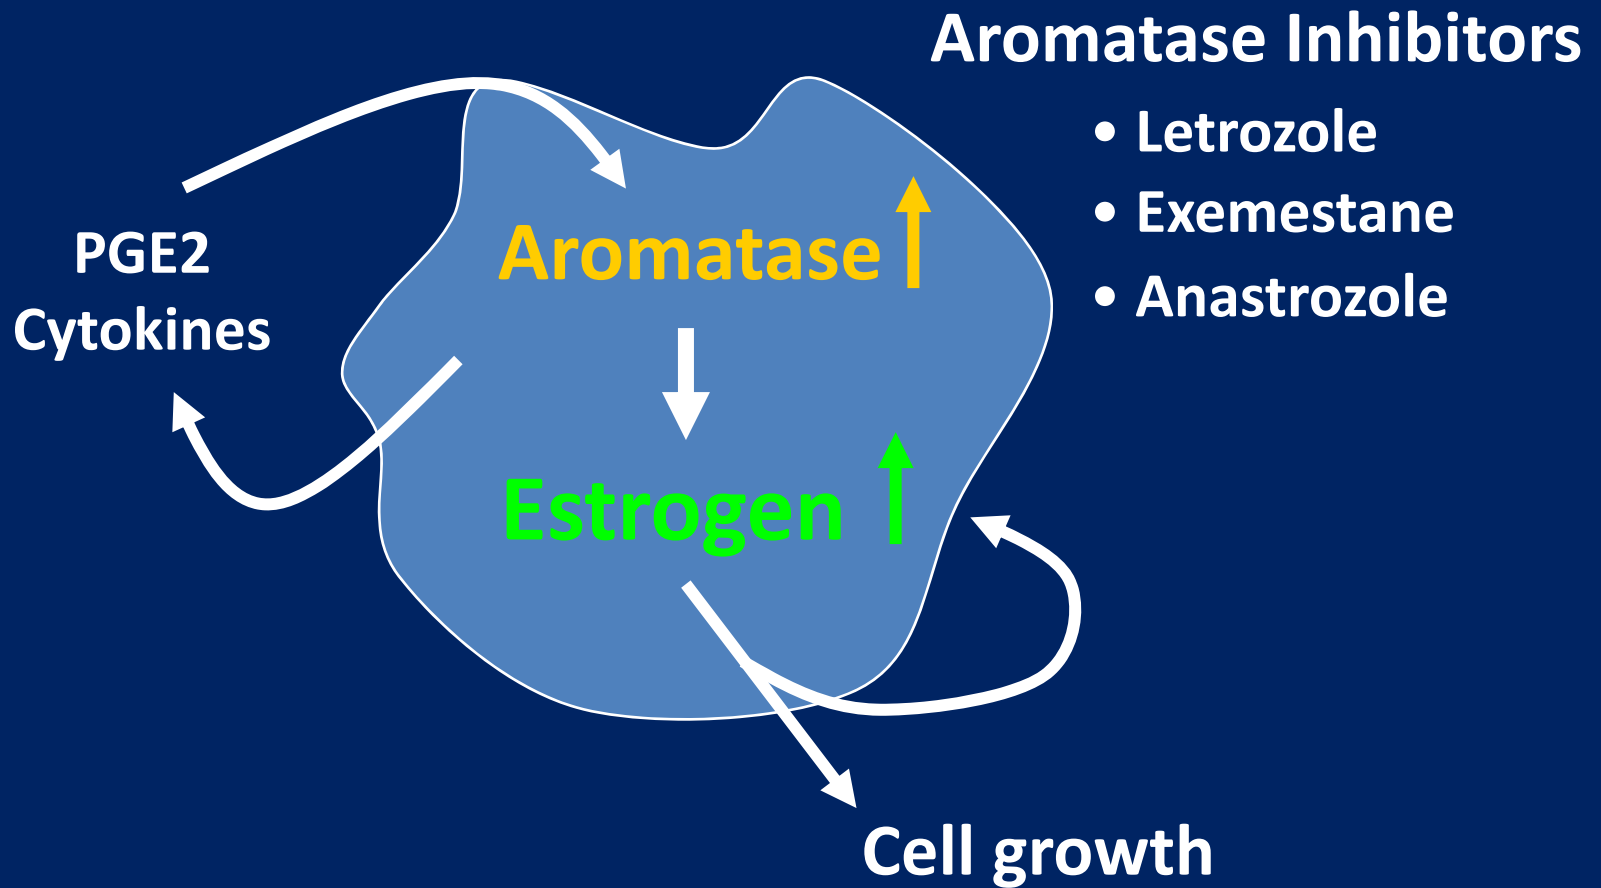 Aromatase Inhibitors
• Letrozole
• Exemestane
• Anastrozole
PGE2
Cytokines
Aromatase
Estrogen
Cell growth